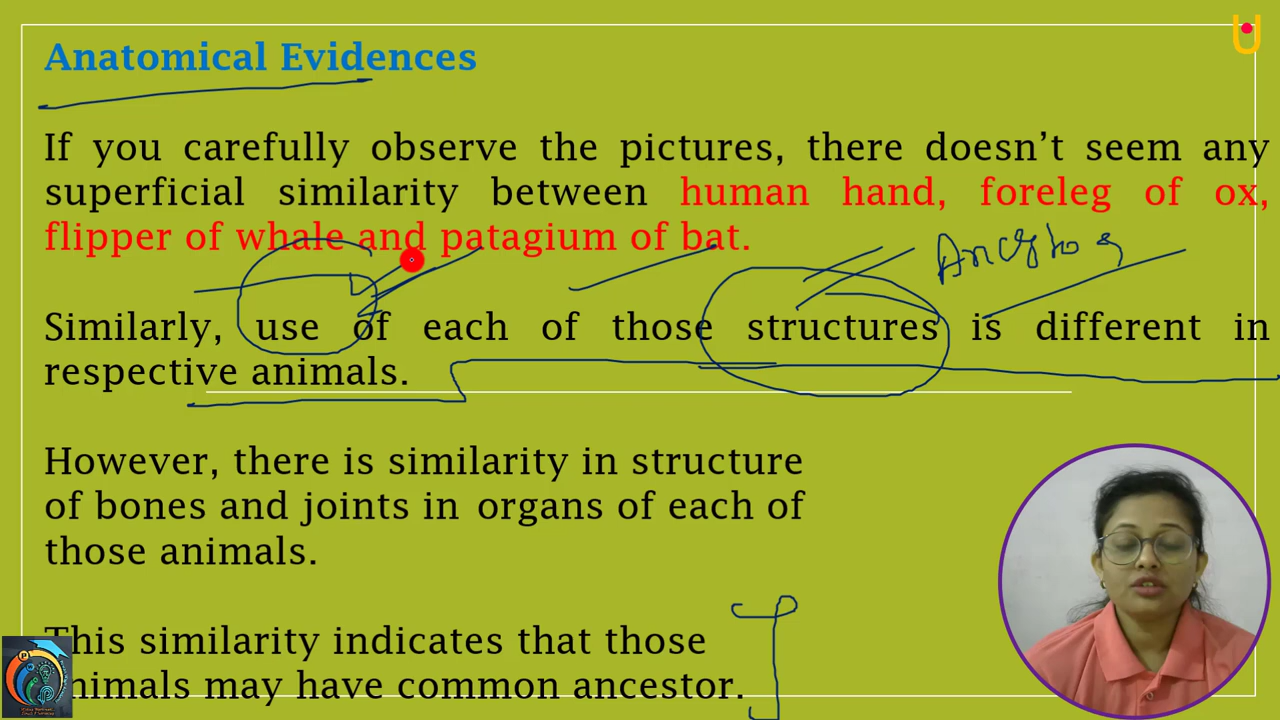 Anatomical Evidences
If you carefully observe the pictures, there doesn't seem any
superficial similarity between human hand, foreleg of ox,
flipper of whale and patagium of bat.
Similarly, use of each of those structures is different in
respective animals.
However, there is similarity in structure
of bones and joints in organs of each of
those animals.
This similarity indicates that those
animals may have common ancestor.